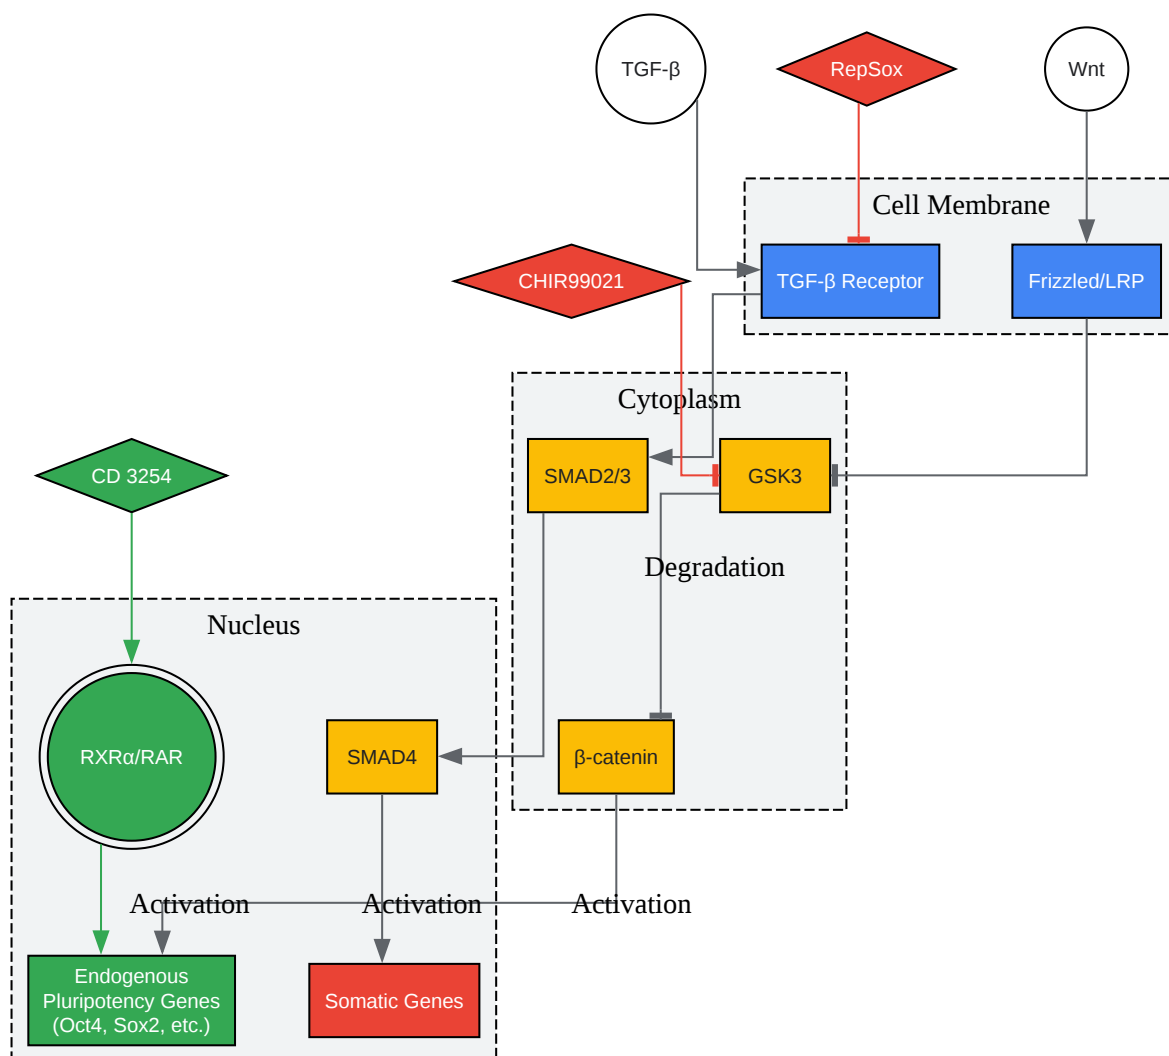 TGF-β
RepSox
Wnt
Cell Membrane
CHIR99021
TGF-β Receptor
Frizzled/LRP
Cytoplasm
CD 3254
SMAD2/3
GSK3
Degradation
Nucleus
RXRα/RAR
SMAD4
β-catenin
Activation
Activation
Activation
Endogenous
Pluripotency Genes
(Oct4, Sox2, etc.)
Somatic Genes